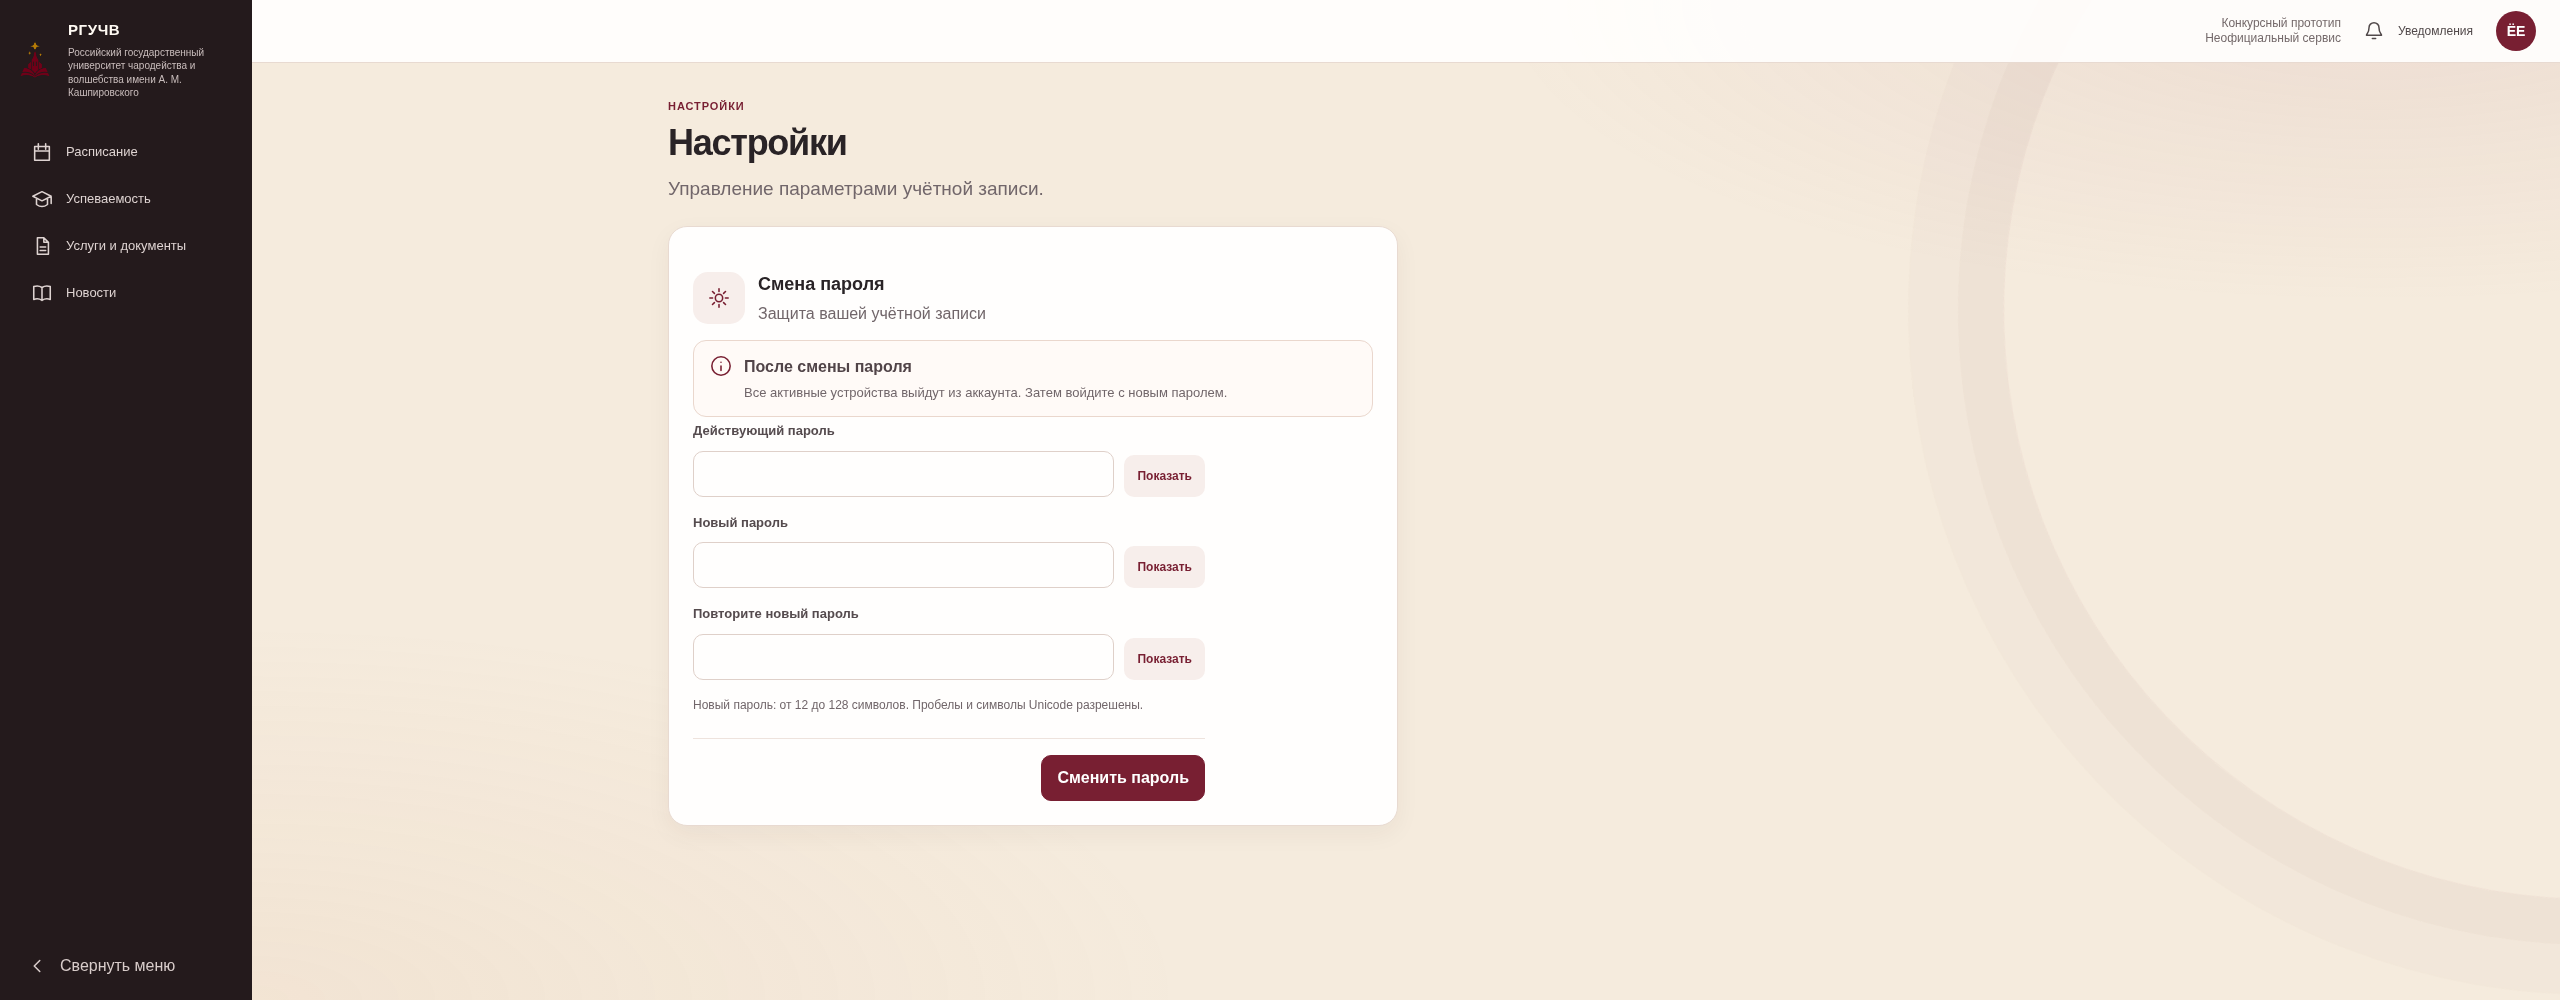 РГУЧВ
Российский государственный
университет чародейства и
волшебства имени А. М.
Кашпировского
Расписание
Успеваемость
Услуги и документы
Новости
Свернуть меню
Конкурсный прототип
Неофициальный сервис
Уведомления
ЁЕ
НАСТРОЙКИ
Настройки
Управление параметрами учётной записи.
Смена пароля
Защита вашей учётной записи
После смены пароля
Все активные устройства выйдут из аккаунта. Затем войдите с новым паролем.
Действующий пароль
Показать
Новый пароль
Показать
Повторите новый пароль
Показать
Новый пароль: от 12 до 128 символов. Пробелы и символы Unicode разрешены.
Сменить пароль